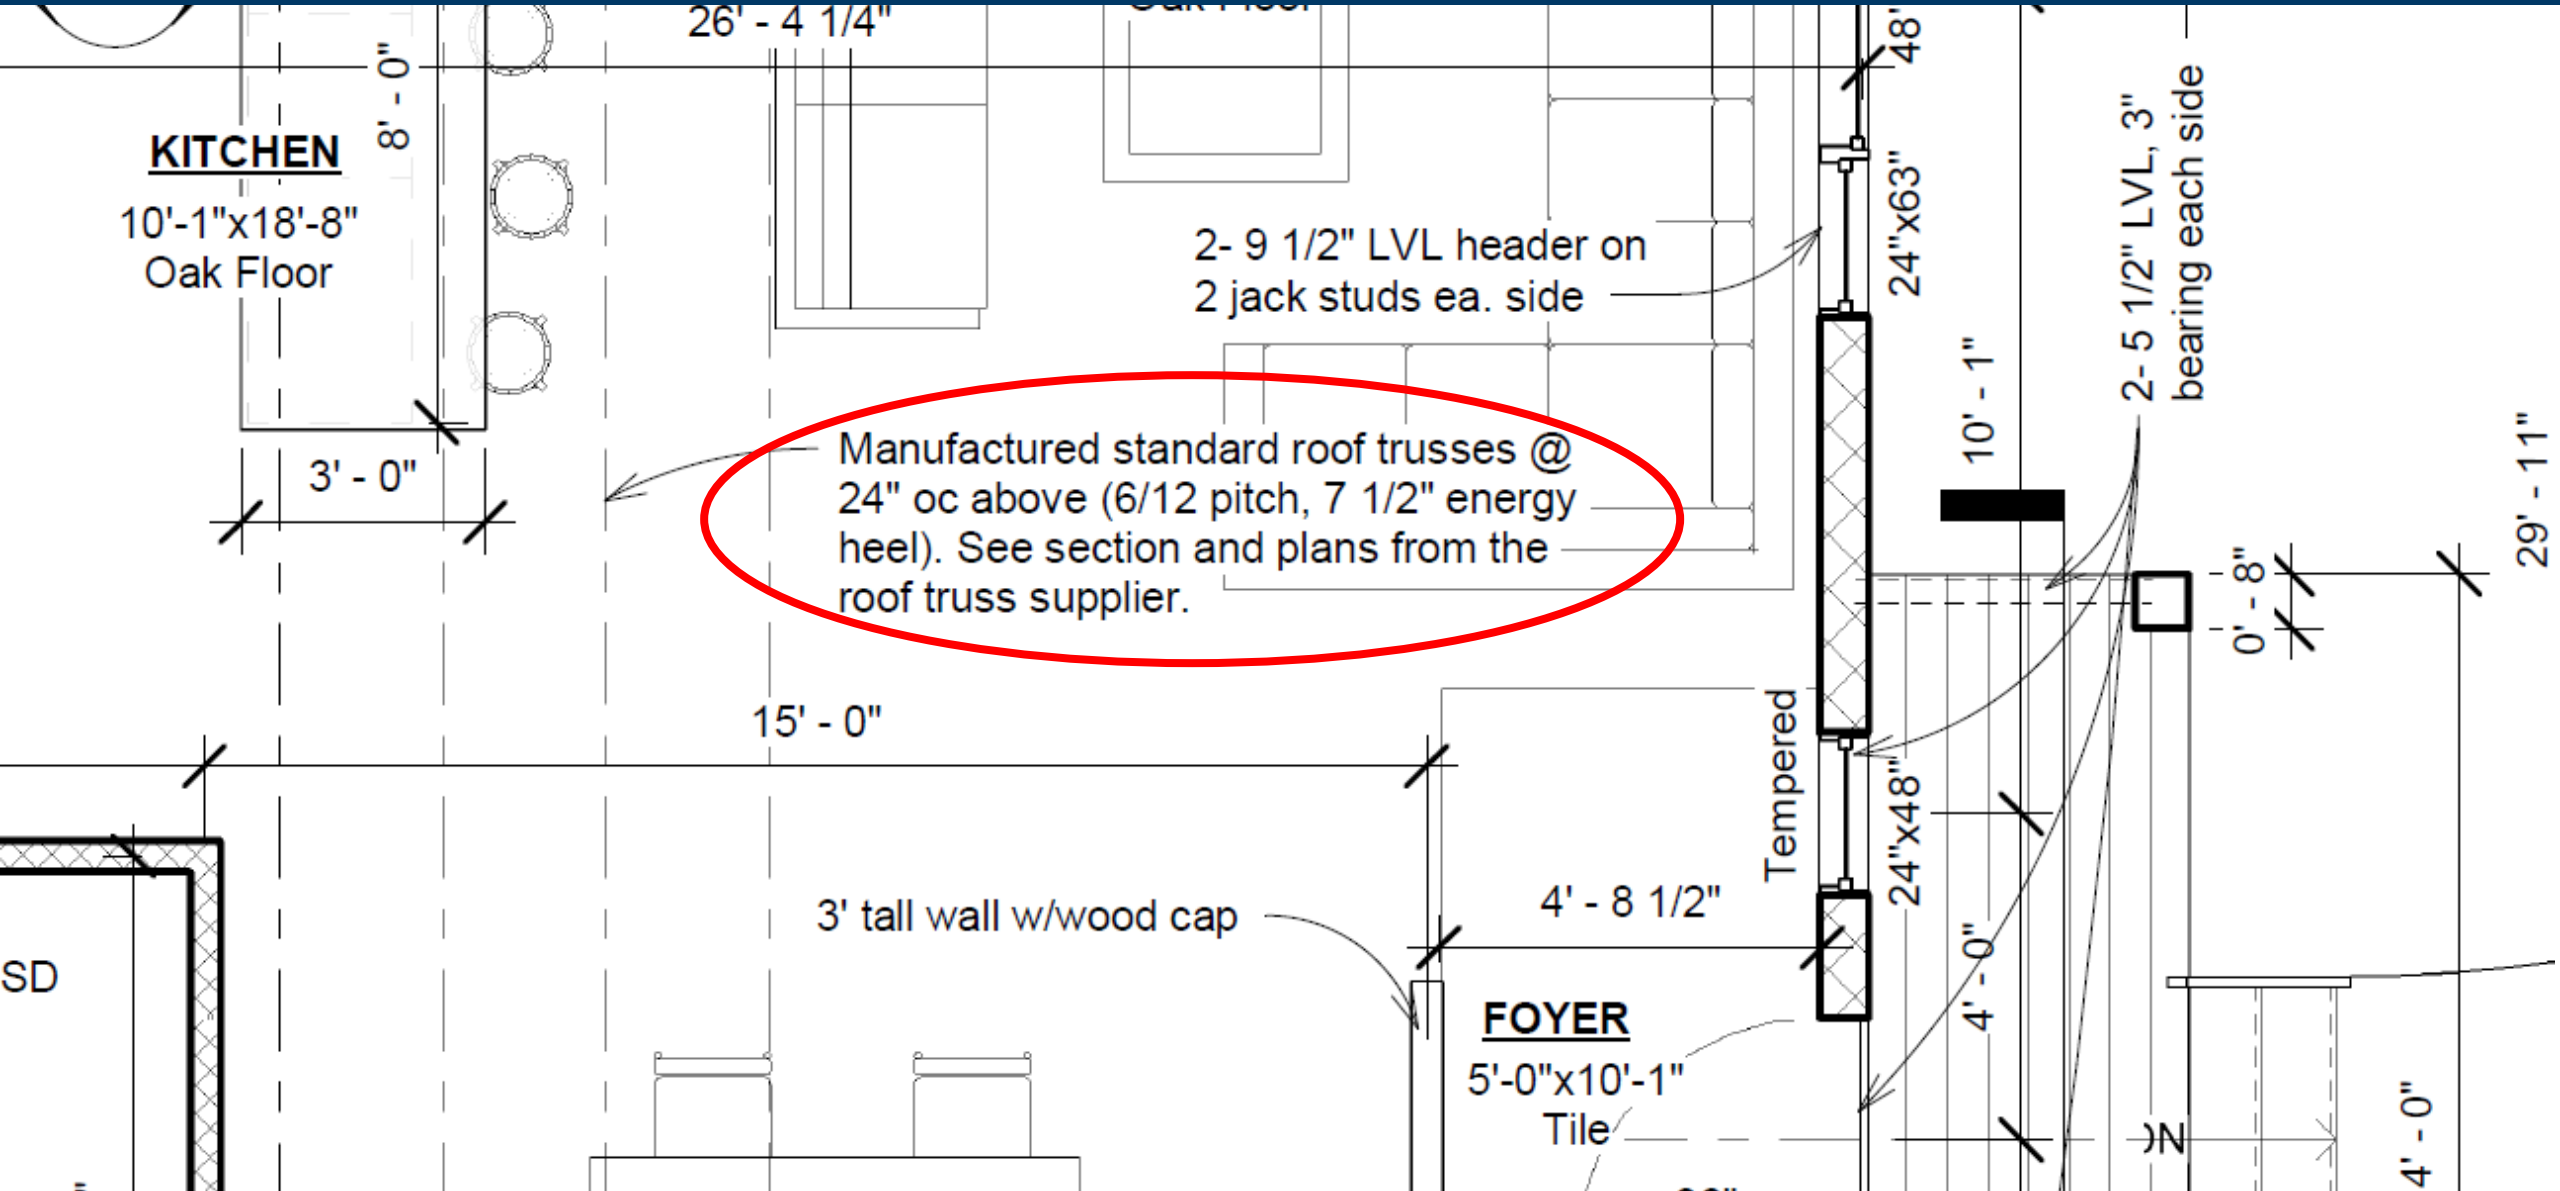 26' - 4 1/4"
8' - 0"
48"
KITCHEN
10'-1"x18'-8"
Oak Floor
2- 9 1/2" LVL header on
2 jack studs ea. side
24"x63"
2- 5 1/2" LVL, 3"
bearing each side
10' - 1"
29' - 11"
3' - 0"
Manufactured standard roof trusses @
24" oc above (6/12 pitch, 7 1/2" energy
heel). See section and plans from the
roof truss supplier.
0' - 8"
15' - 0"
Tempered
24"x48"
3' tall wall w/wood cap
4' - 8 1/2"
4' - 0"
SD
FOYER
5'-0"x10'-1"
Tile
4' - 0"